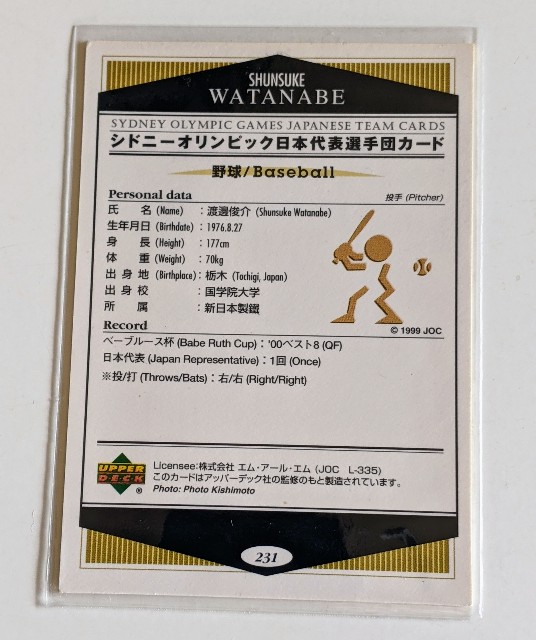 SHUNSUKE
WATANABE
SYDNEY OLYMPIC GAMES JAPANESE TEAM CARDS
シドニーオリンピック日本代表選手団カード
野球/Baseball
Personal data
投手 (Pitcher)
氏 名 (Name) : 渡邊俊介 (Shunsuke Watanabe)
生年月日 (Birthdate) : 1976.8.27
身 長 (Height) : 177cm
体 重 (Weight) : 70kg
出 身 地 (Birthplace) : 栃木 (Tochigi, Japan)
出 身 校 : 国学院大学
所 属 : 新日本製鐵
© 1999 JOC
Record
ベーブルース杯 (Babe Ruth Cup) : '00ベスト8 (QF)
日本代表 (Japan Representative) : 1回 (Once)
※投/打 (Throws/Bats) : 右/右 (Right/Right)
UPPER
DECK
®
Licensee:株式会社 エム・アール・エム (JOC L-335)
このカードはアッパーデック社の監修のもと製造されています。
Photo: Photo Kishimoto
231